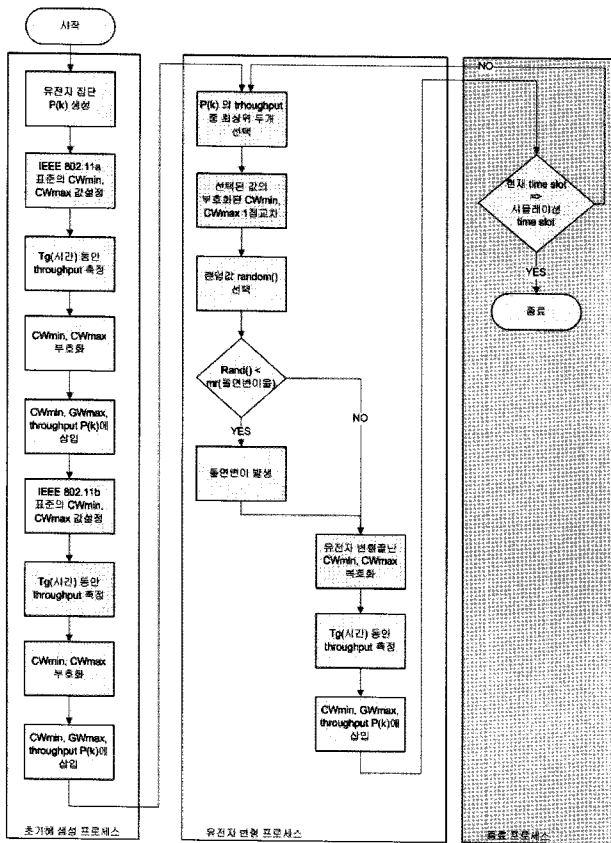 시작
유전자 집단
P(k) 생성
IEEE 802.11a
표준의 CWmin,
CWmax 값설정
Tg(시간) 동안
throughput 측정
CWmin, CWmax
부호화
CWmin, GWmax,
throughput P(k)에
삽입
IEEE 802.11b
표준의 CWmin,
CWmax 값설정
Tg(시간) 동안
throughput 측정
CWmin, CWmax
부호화
CWmin, GWmax,
throughput P(k)에
삽입
초기해 생성 프로세스
P(k) 의 trhoughput
중 최상위 두개
선택
선택된 값의
부호화된 CWmin,
CWmax 1점교차
랜덤값 random()
선택
Rand() <
mr(돌연변이율)
YES
NO
돌연변이 발생
유전자 변형끝난
CWmin, CWmax
복호화
Tg(시간) 동안
throughput 측정
CWmin, GWmax,
throughput P(k)에
삽입
유전자 변형 프로세스
NO
현재 time slot
=>
시뮬레이션
time slot
YES
종료
종료 프로세스